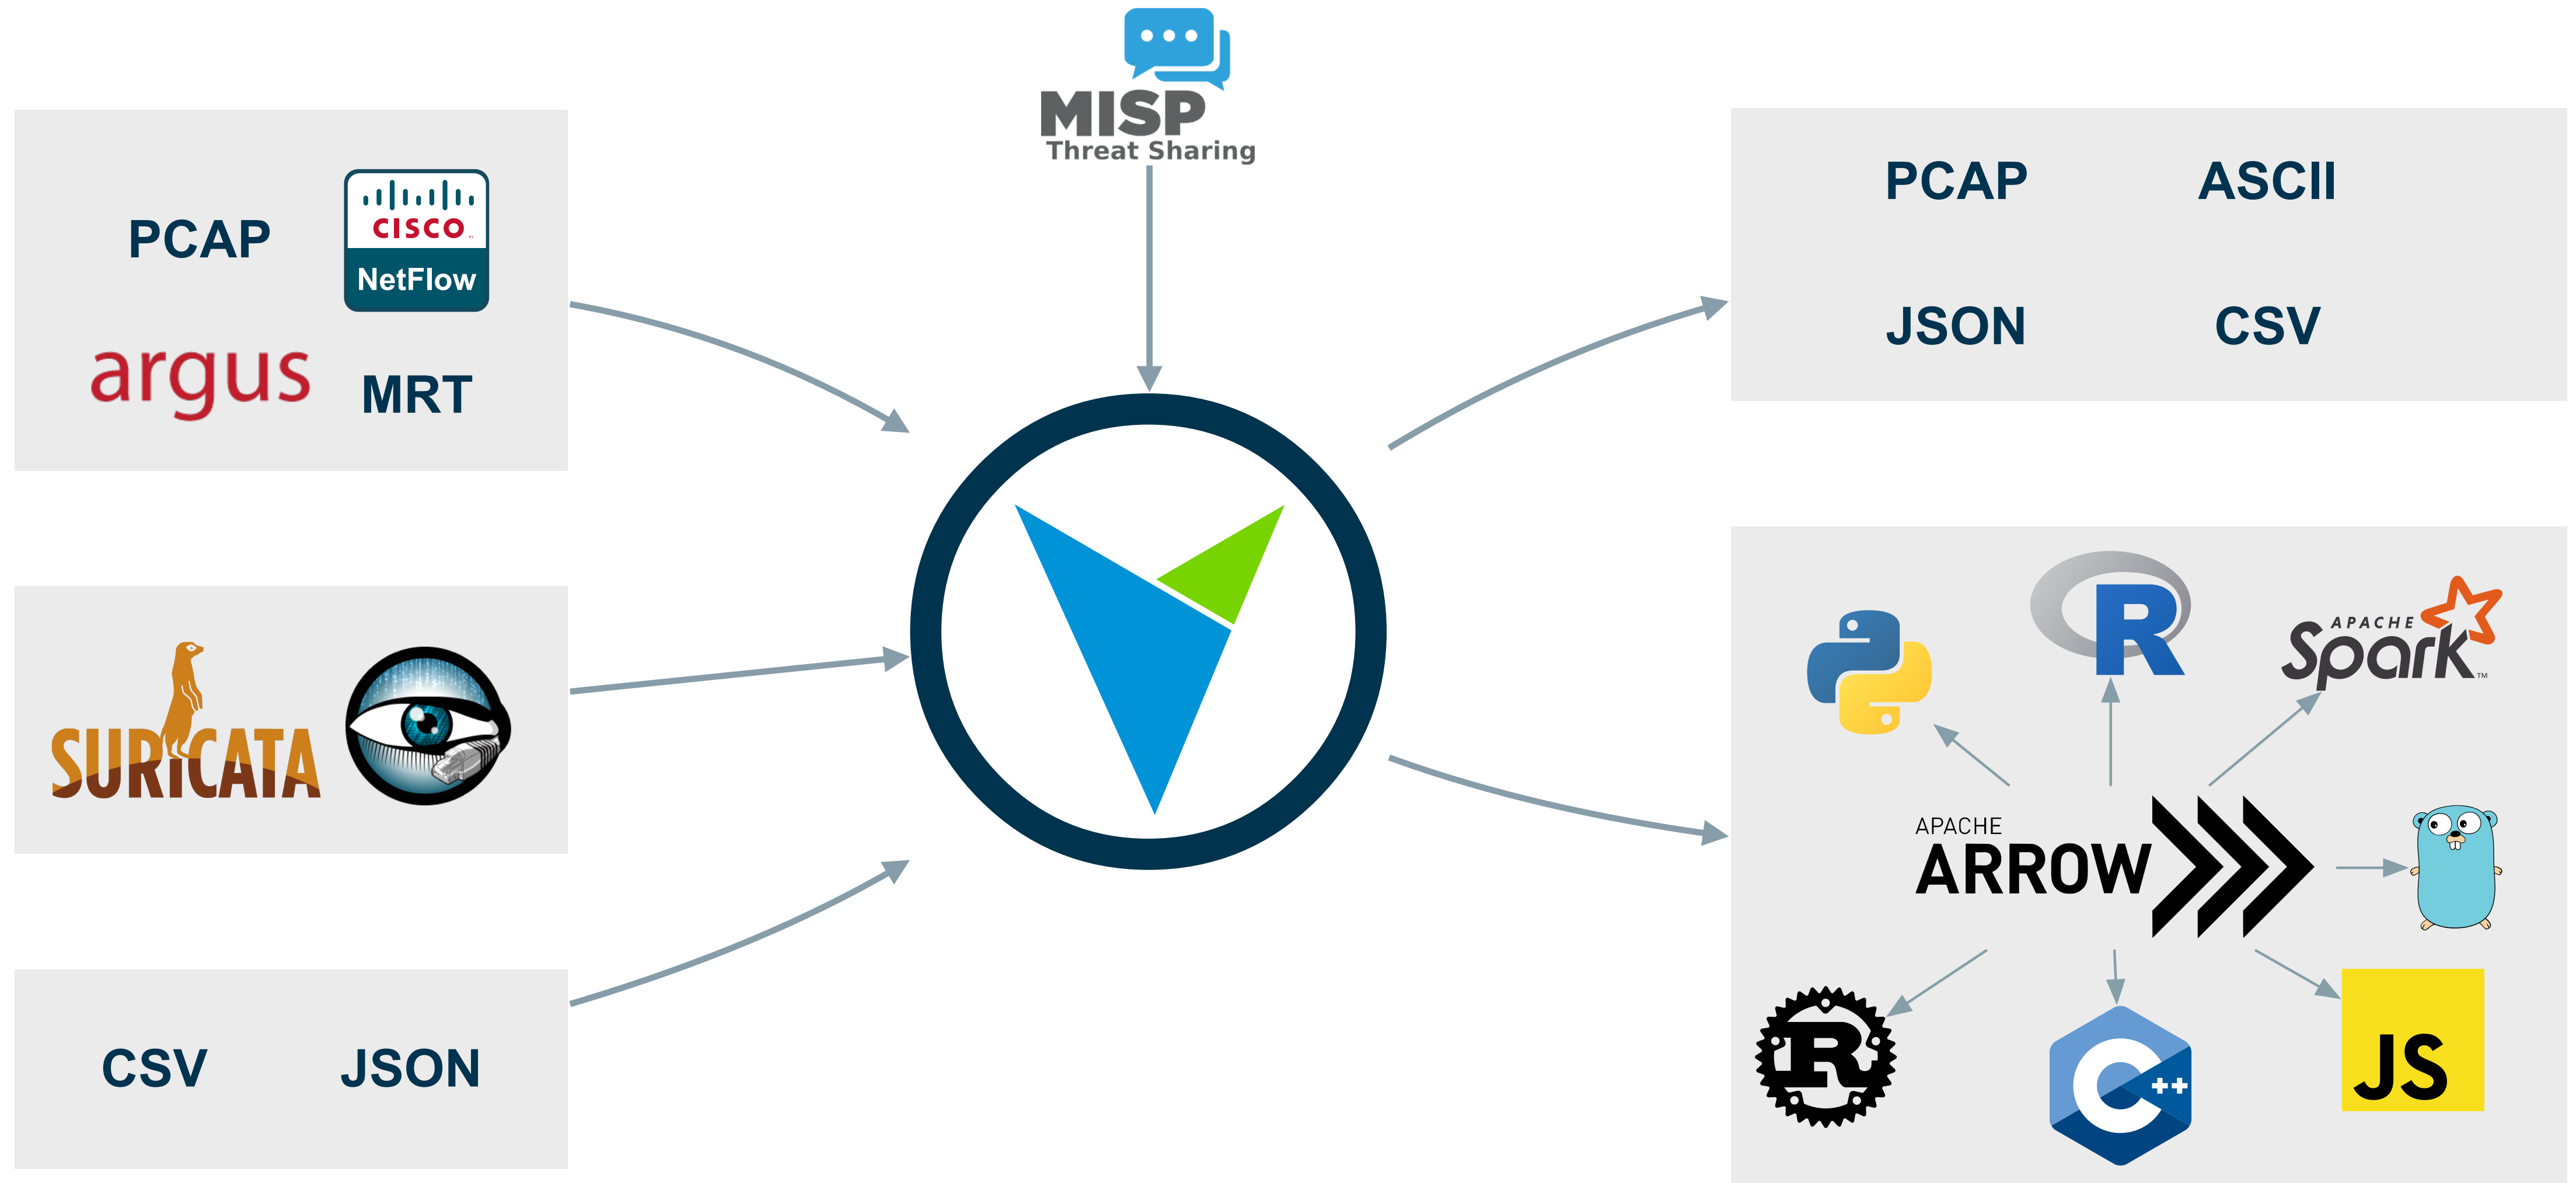 MISP
Threat Sharing
PCAP
CISCO
NetFlow
argus
MRT
SURiCATA
CSV
JSON
PCAP
ASCII
JSON
CSV
R
APACHE
Spark™
APACHE
ARROW
R
C++
JS